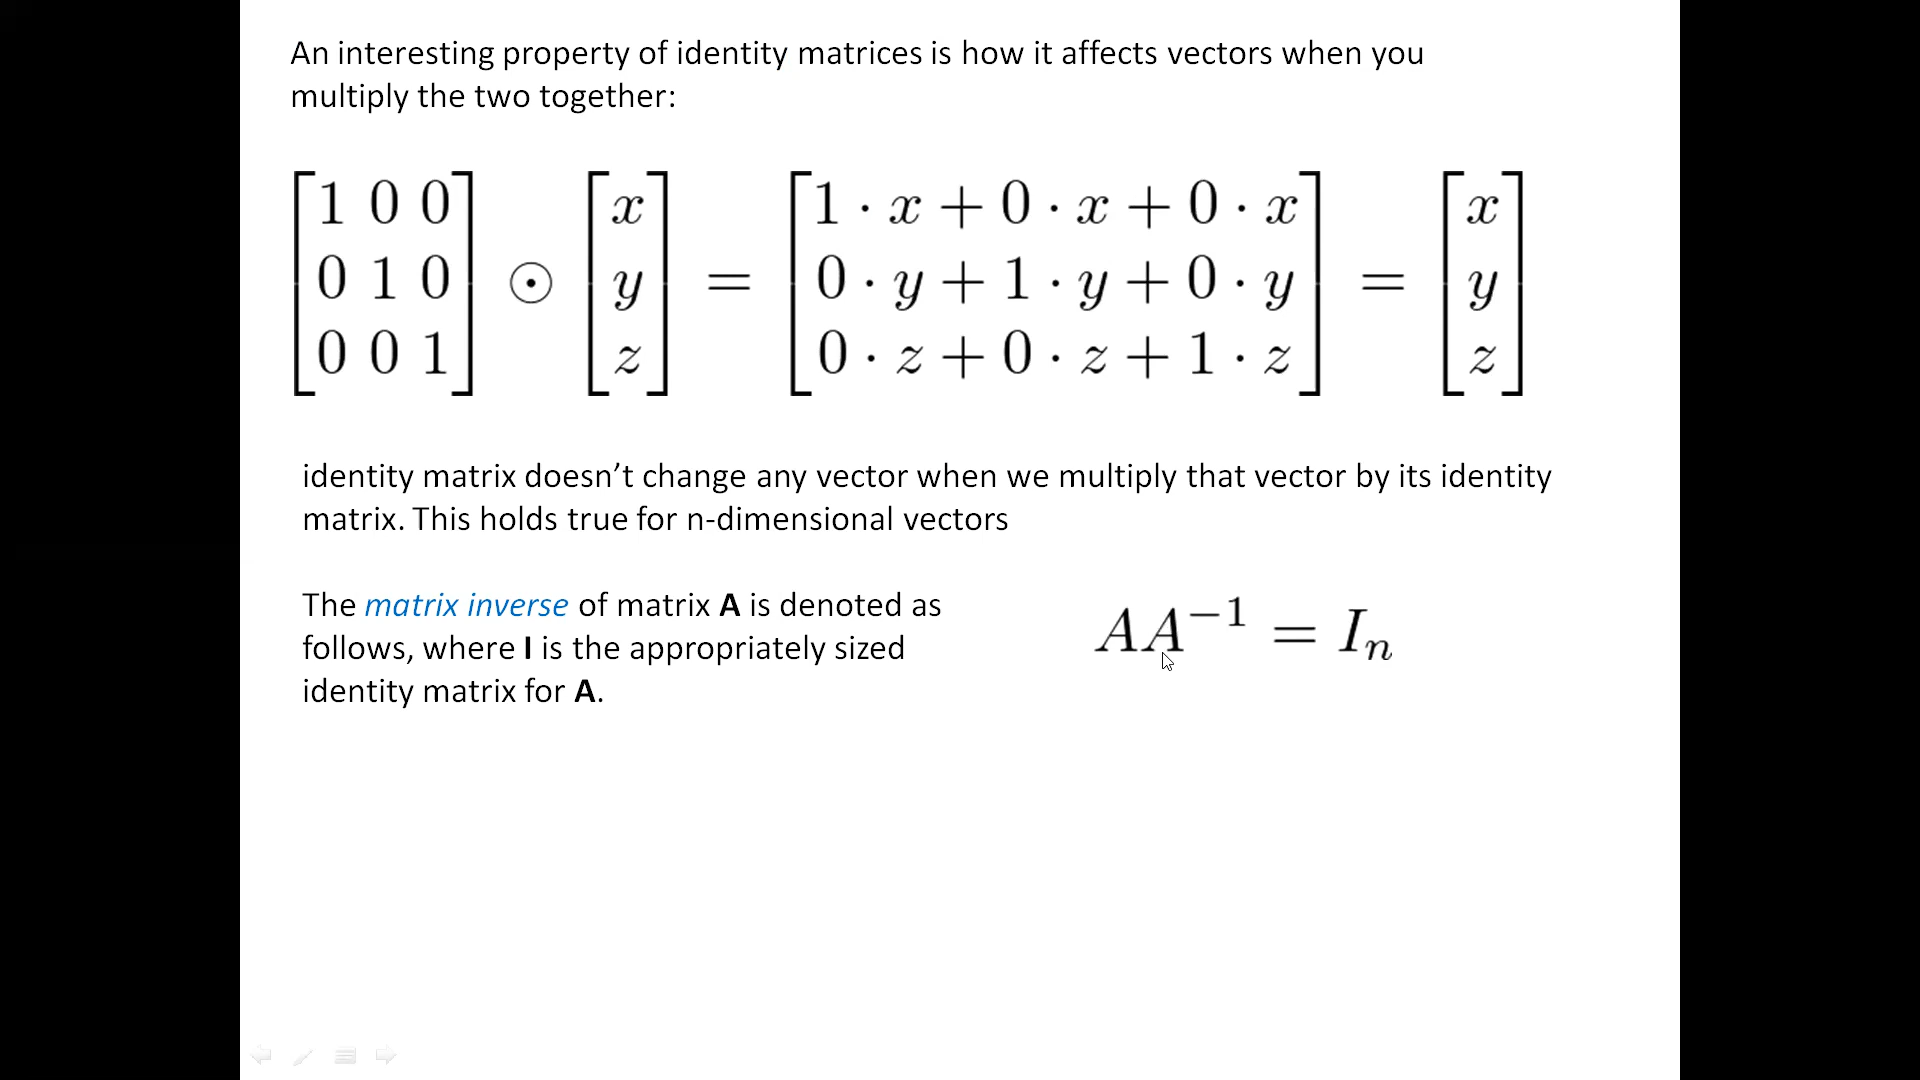 An interesting property of identity matrices is how it affects vectors when you
multiply the two together:
[1 0 0
0 1 0
0 0 1] ⊙ [x
y
z] = [1 · x + 0 · x + 0 · x
0 · y + 1 · y + 0 · y
0 · z + 0 · z + 1 · z] = [x
y
z]
identity matrix doesn’t change any vector when we multiply that vector by its identity
matrix. This holds true for n-dimensional vectors
The matrix inverse of matrix A is denoted as
follows, where I is the appropriately sized
identity matrix for A.
AA⁻¹ = Iₙ